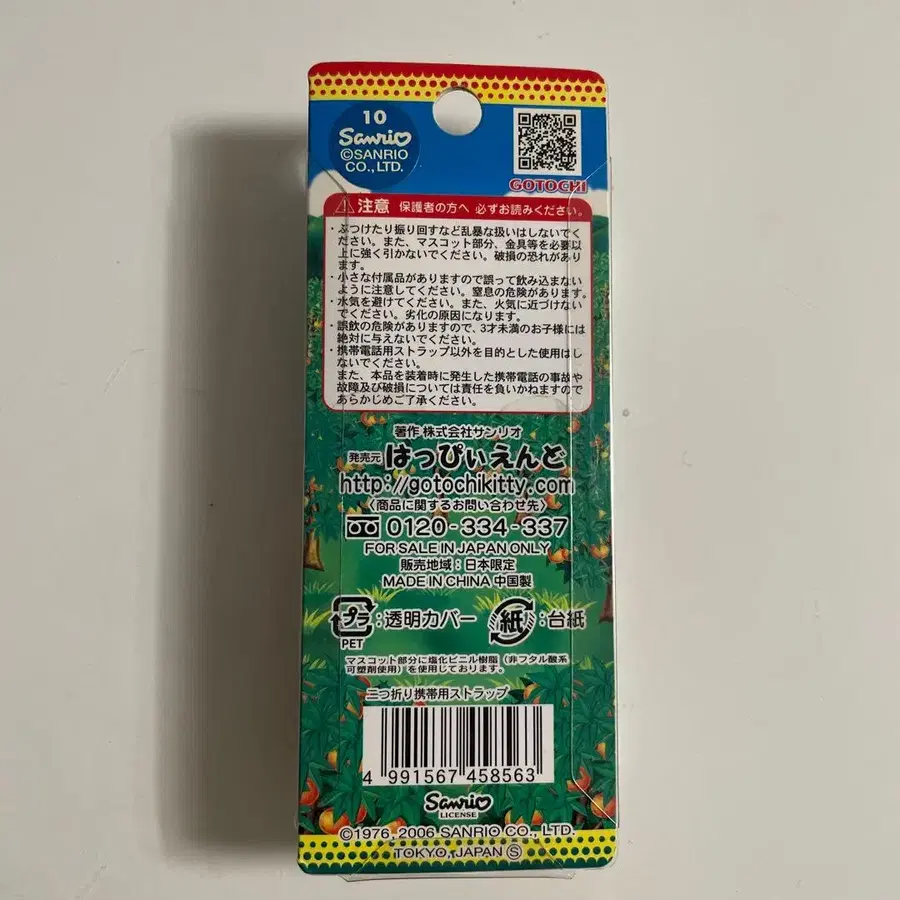 10
Sanrio
©SANRIO
CO.,LTD.
GOTOCHI
⚠注意 保護者の方へ 必ずお読みください。
・ぶつけたり振り回すなど乱暴な扱いはしないでく
ださい。また、マスコット部分、金具等を必要以
上に強く引かないでください。破損の恐れがあり
ます。
・小さな付属品がありますので誤って飲み込まない
ように注意してください。窒息の危険があります。
・水気を避けてください。また、火気に近づけない
でください。劣化の原因になります。
・誤飲の危険がありますので、3才未満のお子様には
絶対に与えないでください。
・携帯電話用ストラップ以外を目的とした使用はし
ないでください。
また、本品を装着時に発生した携帯電話の事故や
故障及び破損については責任を負いかねますので
あらかじめご了承ください。
著作 株式会社サンリオ
発売元 はっぴぃえんど
http://gotochikitty.com
〈商品に関するお問い合わせ先〉
0120-334-337
FOR SALE IN JAPAN ONLY
販売地域：日本限定
MADE IN CHINA 中国製
プラ：透明カバー 紙：台紙
PET
マスコット部分に塩化ビニル樹脂（非フタル酸系
可塑剤使用）を使用しております。
二つ折り携帯用ストラップ
4 991567 458563
Sanrio
LICENSE
©1976, 2006 SANRIO CO., LTD.
TOKYO, JAPAN Ⓢ